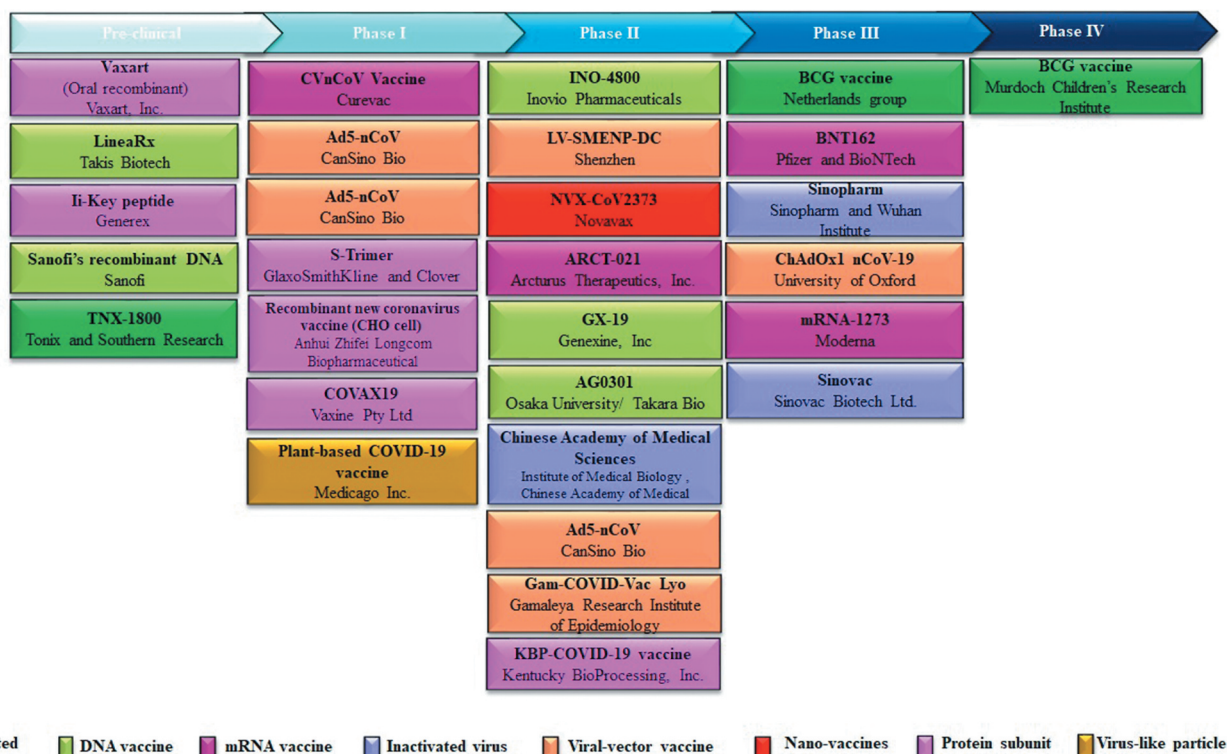 Pre-clinical
Phase I
Phase II
Phase III
Phase IV
Vaxart
(Oral recombinant)
Vaxart, Inc.
LineaRx
Takis Biotech
Ii-Key peptide
Generex
Sanofi's recombinant DNA
Sanofi
TNX-1800
Tonix and Southern Research
CVnCoV Vaccine
Curevac
Ad5-nCoV
CanSino Bio
Ad5-nCoV
CanSino Bio
S-Trimer
GlaxoSmithKline and Clover
Recombinant new coronavirus
vaccine (CHO cell)
Anhui Zhifei Longcom
Biopharmaceutical
COVAX19
Vaxine Pty Ltd
Plant-based COVID-19
vaccine
Medicago Inc.
INO-4800
Inovio Pharmaceuticals
LV-SMENP-DC
Shenzhen
NVX-CoV2373
Novavax
ARCT-021
Arcturus Therapeutics, Inc.
GX-19
Genexine, Inc
AG0301
Osaka University/ Takara Bio
Chinese Academy of Medical
Sciences
Institute of Medical Biology ,
Chinese Academy of Medical
Ad5-nCoV
CanSino Bio
Gam-COVID-Vac Lyo
Gamaleya Research Institute
of Epidemiology
KBP-COVID-19 vaccine
Kentucky BioProcessing, Inc.
BCG vaccine
Netherlands group
BNT162
Pfizer and BioNTech
Sinopharm
Sinopharm and Wuhan
Institute
ChAdOx1 nCoV-19
University of Oxford
mRNA-1273
Moderna
Sinovac
Sinovac Biotech Ltd.
BCG vaccine
Murdoch Children's Research
Institute
DNA vaccine
mRNA vaccine
Inactivated virus
Viral-vector vaccine
Nano-vaccines
Protein subunit
Virus-like particle